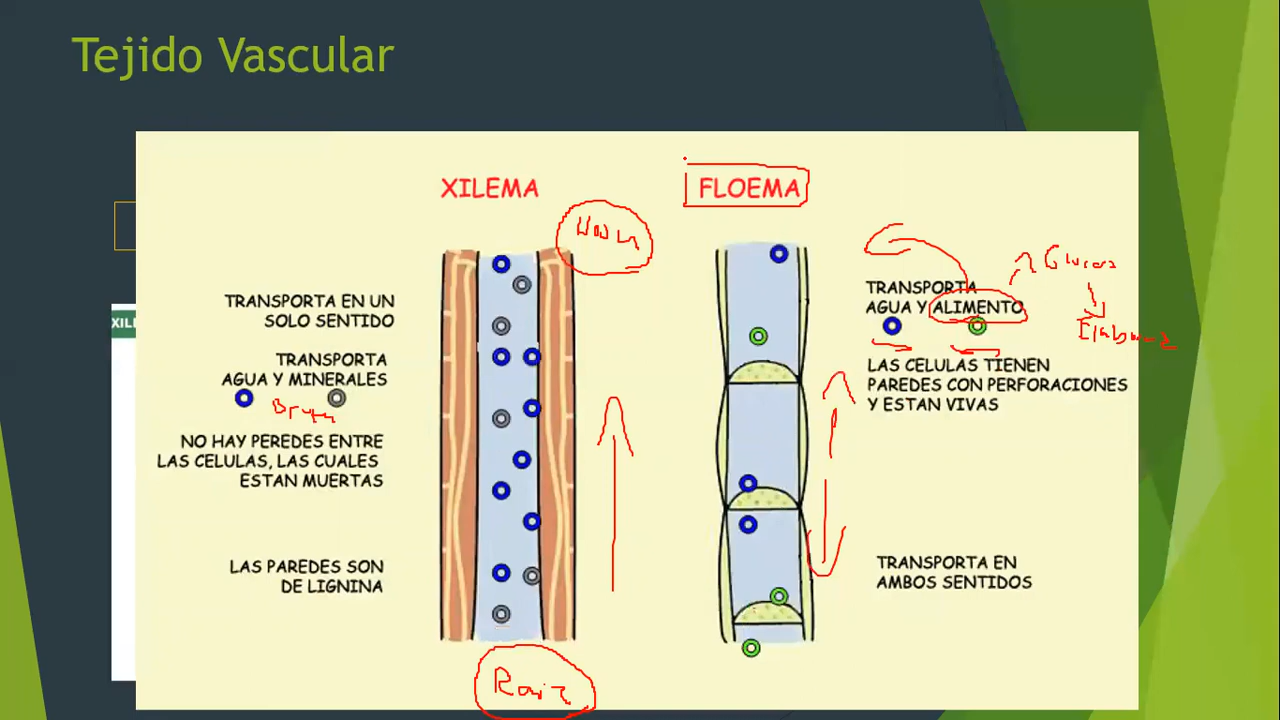 Tejido Vascular
XILEMA
FLOEMA
TRANSPORTA EN UN
SOLO SENTIDO
TRANSPORTA
AGUA Y MINERALES
NO HAY PEREDES ENTRE
LAS CELULAS, LAS CUALES
ESTAN MUERTAS
LAS PAREDES SON
DE LIGNINA
Raiz
TRANSPORTA
AGUA Y ALIMENTO
LAS CELULAS TIENEN
PAREDES CON PERFORACIONES
Y ESTAN VIVAS
TRANSPORTA EN
AMBOS SENTIDOS
Glucosa
XIL